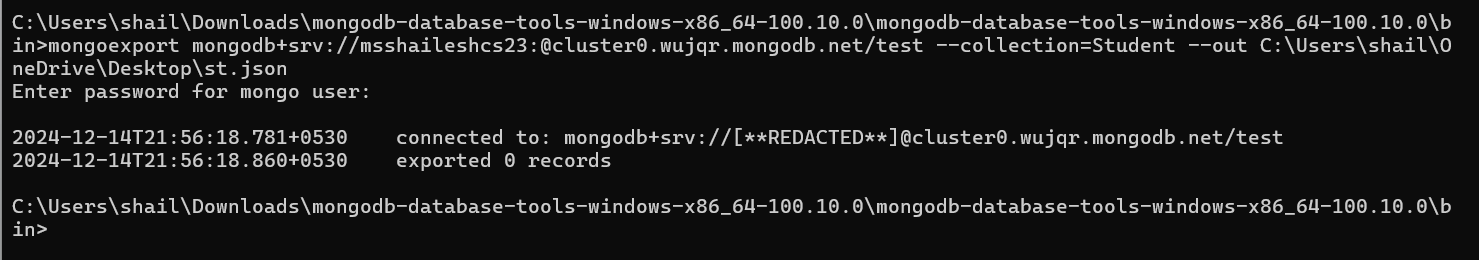 C:\Users\shail\Downloads\mongodb-database-tools-windows-x86_64-100.10.0\mongodb-database-tools-windows-x86_64-100.10.0\b
in>mongoexport mongodb+srv://msshaileshcs23:@cluster0.wujqr.mongodb.net/test --collection=Student --out C:\Users\shail\O
neDrive\Desktop\st.json
Enter password for mongo user:
2024-12-14T21:56:18.781+0530    connected to: mongodb+srv://[**REDACTED**]@cluster0.wujqr.mongodb.net/test
2024-12-14T21:56:18.860+0530    exported 0 records
C:\Users\shail\Downloads\mongodb-database-tools-windows-x86_64-100.10.0\mongodb-database-tools-windows-x86_64-100.10.0\b
in>